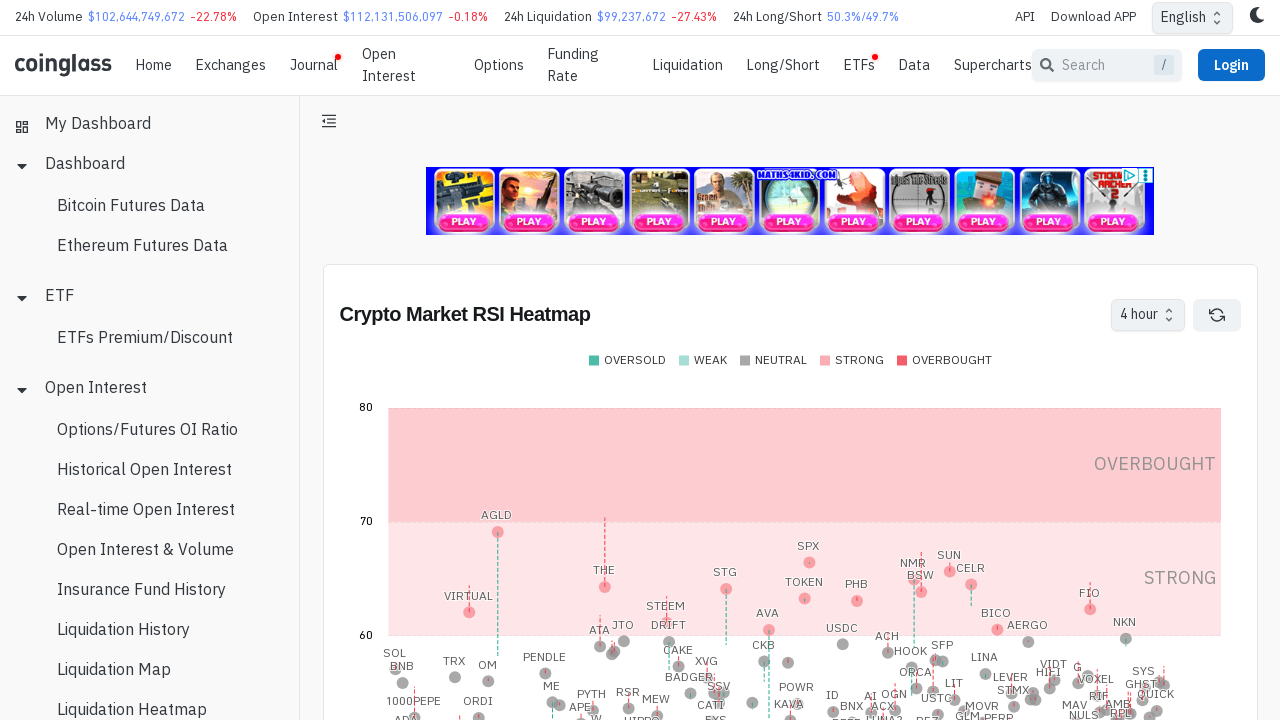 24h Volume $102,644,749,672 -22.78% Open Interest $112,131,506,097 -0.18% 24h Liquidation $99,237,672 -27.43% 24h Long/Short 50.3%/49.7% API Download APP English
coinglass Home Exchanges Journal Open Interest Options Funding Rate Liquidation Long/Short ETFs Data Supercharts Search / Login
My Dashboard
Dashboard
Bitcoin Futures Data
Ethereum Futures Data
ETF
ETFs Premium/Discount
Open Interest
Options/Futures OI Ratio
Historical Open Interest
Real-time Open Interest
Open Interest & Volume
Insurance Fund History
Liquidation History
Liquidation Map
Liquidation Heatmap
MATHS4KID.COM
PLAY PLAY PLAY PLAY PLAY PLAY PLAY PLAY PLAY PLAY PLAY
Crypto Market RSI Heatmap 4 hour
OVERSOLD WEAK NEUTRAL STRONG OVERBOUGHT
80
OVERBOUGHT
70
AGLD
SPX
SUN
NMR
THE STG CELR
BSW STRONG
TOKEN PHB
VIRTUAL FIO
STEEM
AVA BICO
NKN
ATA JTO DRIFT USDC AERGO
60
ACH
SOL CAKE CKB HOOK SFP
BNB TRX OM PENDLE XVG LINA
VIDT G
ORCA HIFI SYS
BADGER LEVER VOXEL
ME SSV POWR LIT STMX GHST
1000PEPE ORDI PYTH RSR MEW ID AI OGN USTC RIF QUICK
APE CATI KAVA BNX ACX MOVR MAV AMB